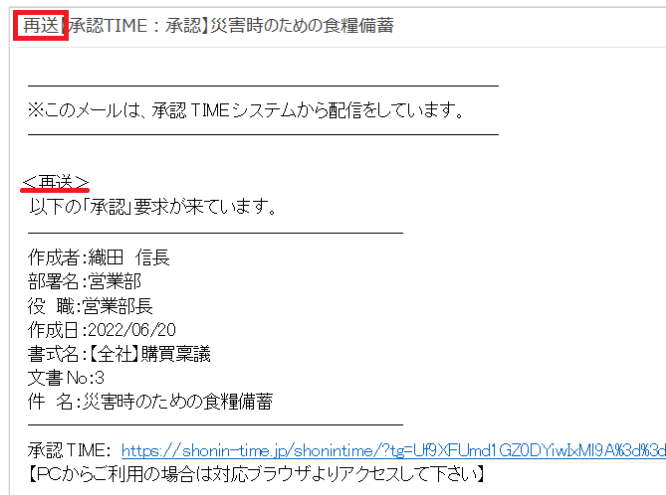 再送【承認TIME：承認】災害時のための食糧備蓄
※このメールは、承認TIMEシステムから配信をしています。
＜再送＞
以下の「承認」要求が来ています。
作成者:織田 信長
部署名:営業部
役 職:営業部長
作成日:2022/06/20
書式名:【全社】購買稟議
文書No:3
件 名:災害時のための食糧備蓄
承認TIME: https://shonin-time.jp/shonintime/?tg=Uf9XFUmd1GZ0DYiwIxMI9A%3d%3d
【PCからご利用の場合は対応ブラウザよりアクセスして下さい】